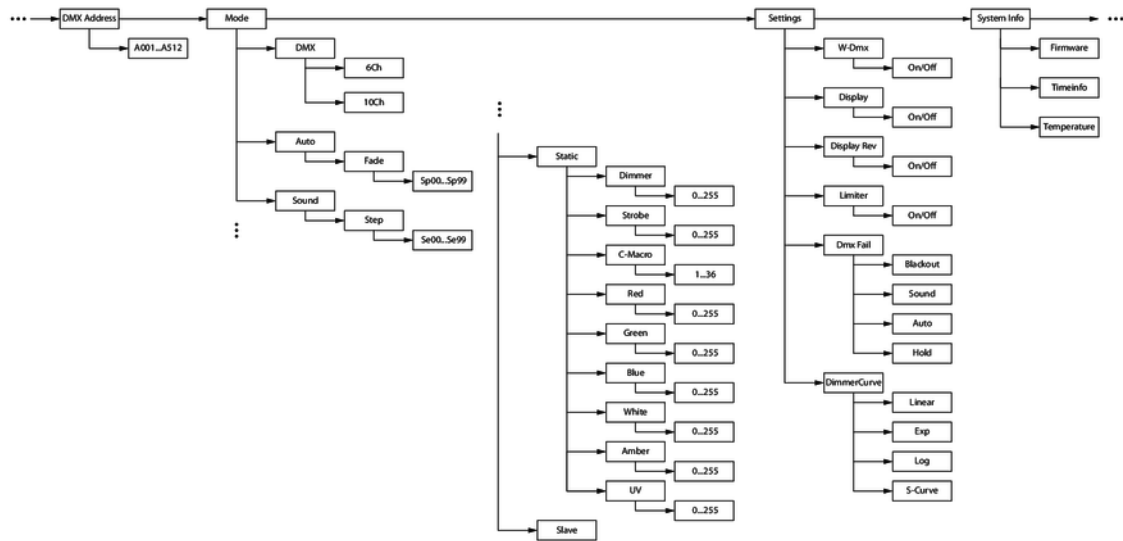 DMX Address
A001...A512
Mode
DMX
6Ch
10Ch
Auto
Fade
Sp00...Sp99
Sound
Step
Se00...Se99
Static
Dimmer
0...255
Strobe
0...255
C-Macro
1...36
Red
0...255
Green
0...255
Blue
0...255
White
0...255
Amber
0...255
UV
0...255
Slave
Settings
W-Dmx
On/Off
Display
On/Off
Display Rev
On/Off
Limiter
On/Off
Dmx Fail
Blackout
Sound
Auto
Hold
DimmerCurve
Linear
Exp
Log
S-Curve
System Info
Firmware
Timeinfo
Temperature